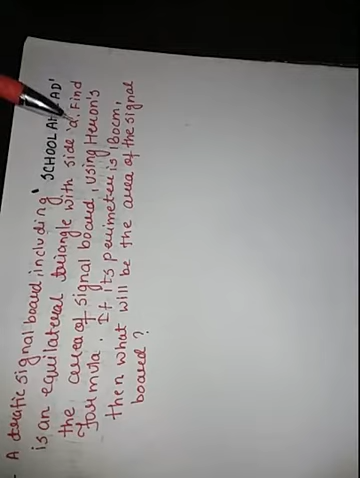 A trafic signal board including 'SCHOOL AHEAD'
is an equilateral triangle with side 'a'. Find
the area of signal board, using Heron's
formula. If its perimeter is 180cm,
then what will be the area of the signal
board?